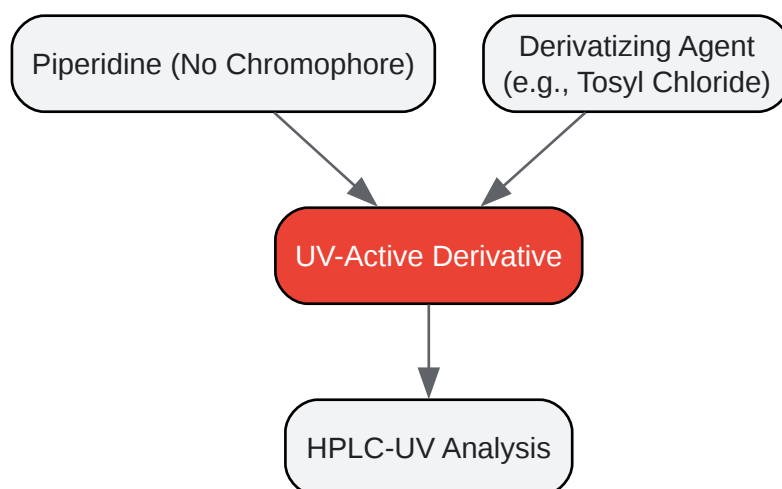 Piperidine (No Chromophore)
Derivatizing Agent
(e.g., Tosyl Chloride)
UV-Active Derivative
HPLC-UV Analysis